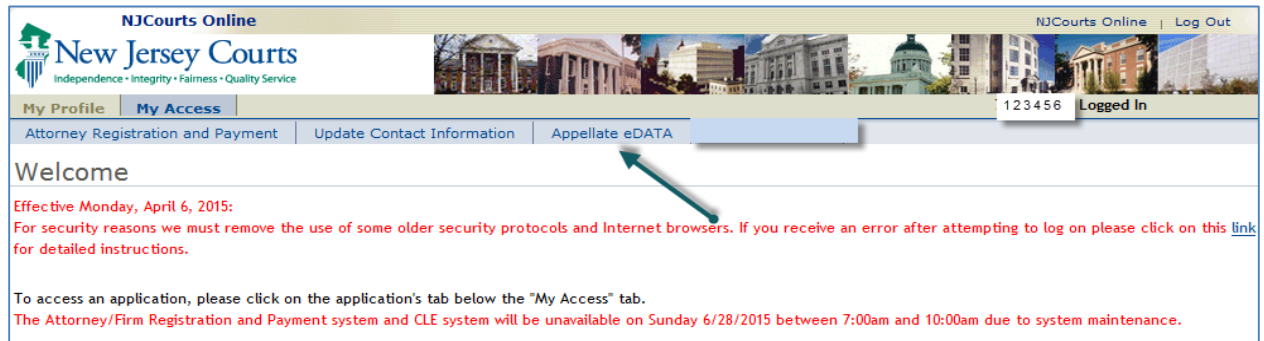 NJCourts Online
NJCourts Online | Log Out
New Jersey Courts
Independence • Integrity • Fairness • Quality Service
My Profile My Access
123456 Logged In
Attorney Registration and Payment Update Contact Information Appellate eDATA
Welcome
Effective Monday, April 6, 2015:
For security reasons we must remove the use of some older security protocols and Internet browsers. If you receive an error after attempting to log on please click on this link
for detailed instructions.
To access an application, please click on the application's tab below the "My Access" tab.
The Attorney/Firm Registration and Payment system and CLE system will be unavailable on Sunday 6/28/2015 between 7:00am and 10:00am due to system maintenance.